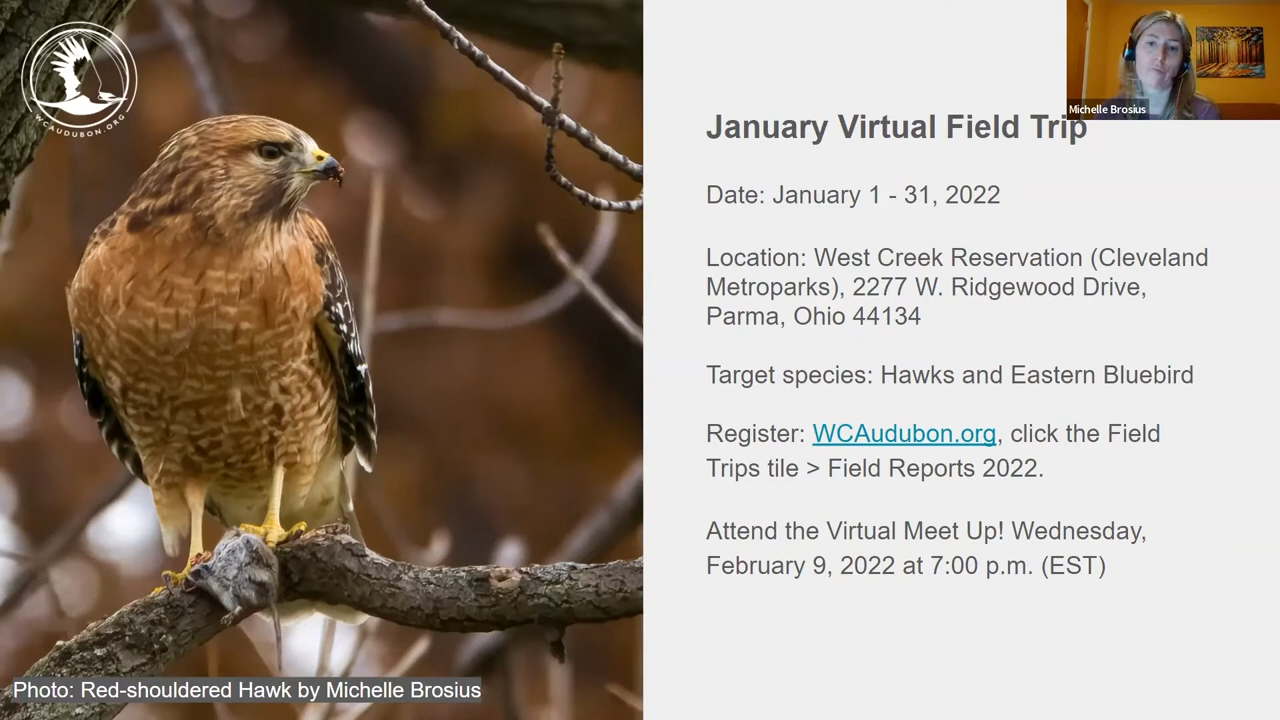 WCAUDUBON.ORG
Michelle Brosius
January Virtual Field Trip
Date: January 1 - 31, 2022
Location: West Creek Reservation (Cleveland
Metroparks), 2277 W. Ridgewood Drive,
Parma, Ohio 44134
Target species: Hawks and Eastern Bluebird
Register: WCAudubon.org, click the Field
Trips tile > Field Reports 2022.
Attend the Virtual Meet Up! Wednesday,
February 9, 2022 at 7:00 p.m. (EST)
Photo: Red-shouldered Hawk by Michelle Brosius